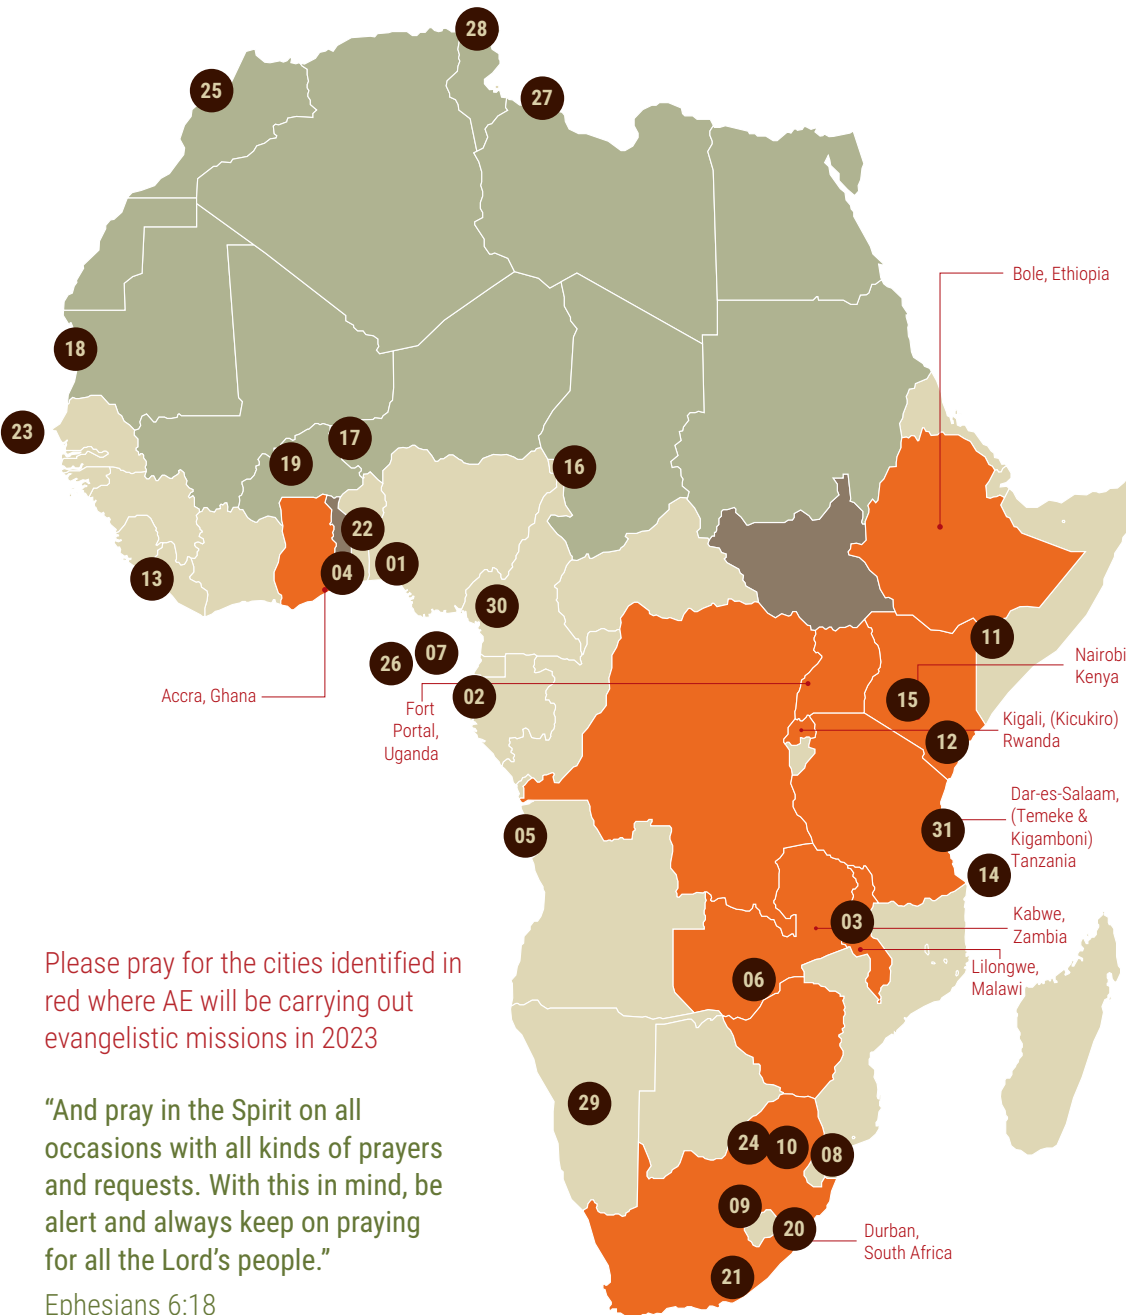 28
25
27
Bole, Ethiopia
18
23
17
19
16
22
01
04
13
30
11
07
26
Nairobi
Kenya
15
02
Accra, Ghana
Fort
Portal,
Uganda
Kigali, (Kicukiro)
Rwanda
12
Dar-es-Salaam,
(Temeke &
Kigamboni)
Tanzania
31
05
14
03
Kabwe,
Zambia
Lilongwe,
Malawi
06
Please pray for the cities identified in
red where AE will be carrying out
evangelistic missions in 2023
“And pray in the Spirit on all
occasions with all kinds of prayers
and requests. With this in mind, be
alert and always keep on praying
for all the Lord’s people.”
Ephesians 6:18
29
24
10
08
09
20
Durban,
South Africa
21